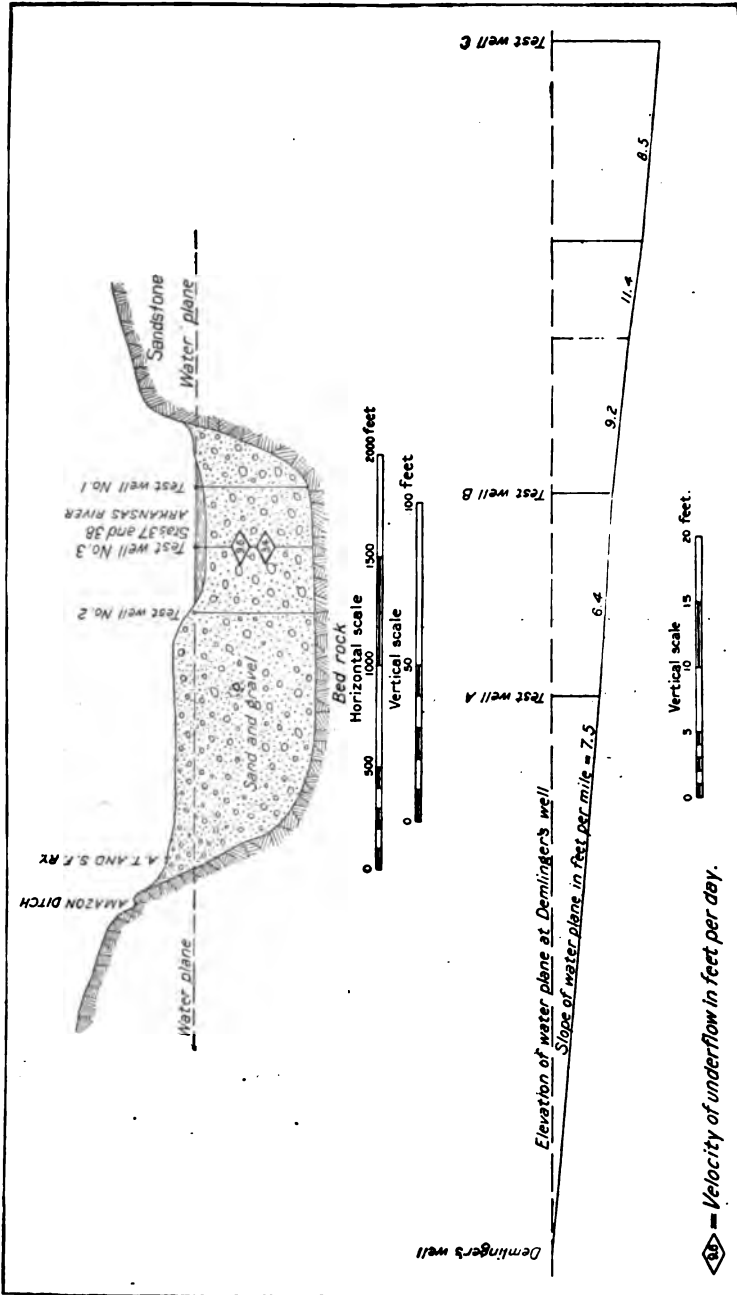 AMAZON DITCH
A. T. AND S. F. RY.
Test well No. 2
Test well No. 3
Stas 37 and 38
ARKANSAS RIVER
Test well No. 1
Sandstone
Water plane
Water plane
Sand and gravel
Bed rock
Horizontal scale
0 500 1000 1500 2000 feet
Vertical scale
0 50 100 feet
Demlinger's well
Test well A
Test well B
Test well C
Elevation of water plane at Demlinger's well
Slope of water plane in feet per mile = 7.5
6.4
9.2
11.4
8.5
Vertical scale
0 5 10 15 20 feet.
= Velocity of underflow in feet per day.